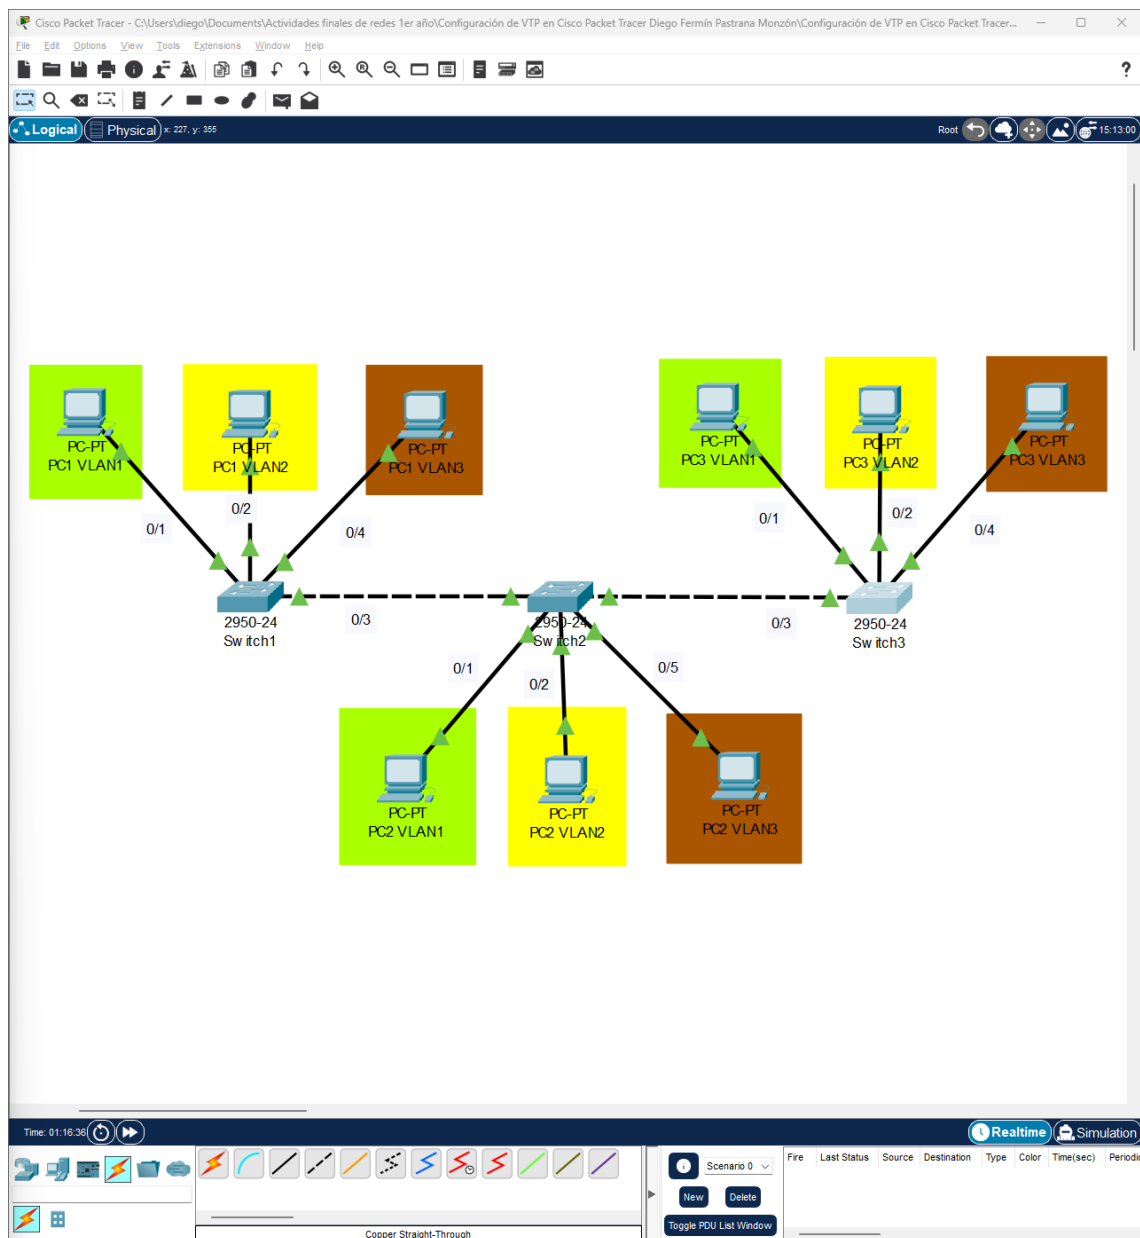 Cisco Packet Tracer - C:\Users\diego\Documents\Actividades finales de redes 1er año\Configuración de VTP en Cisco Packet Tracer Diego Fermín Pastrana Monzón\Configuración de VTP en Cisco Packet Tracer...
File Edit Options View Tools Extensions Window Help
?
Logical Physical x: 227, y: 355 Root 15:13:00
PC-PT
PC1 VLAN1
PC-PT
PC1 VLAN2
PC-PT
PC1 VLAN3
PC-PT
PC3 VLAN1
PC-PT
PC3 VLAN2
PC-PT
PC3 VLAN3
0/1
0/2
0/4
0/1
0/2
0/4
2950-24
Switch1
0/3
2950-24
Switch2
0/3
2950-24
Switch3
0/1
0/2
0/5
PC-PT
PC2 VLAN1
PC-PT
PC2 VLAN2
PC-PT
PC2 VLAN3
Time: 01:16:36 Realtime Simulation
Scenario 0
New Delete
Toggle PDU List Window
Fire Last Status Source Destination Type Color Time(sec) Periodic
Copper Straight-Through